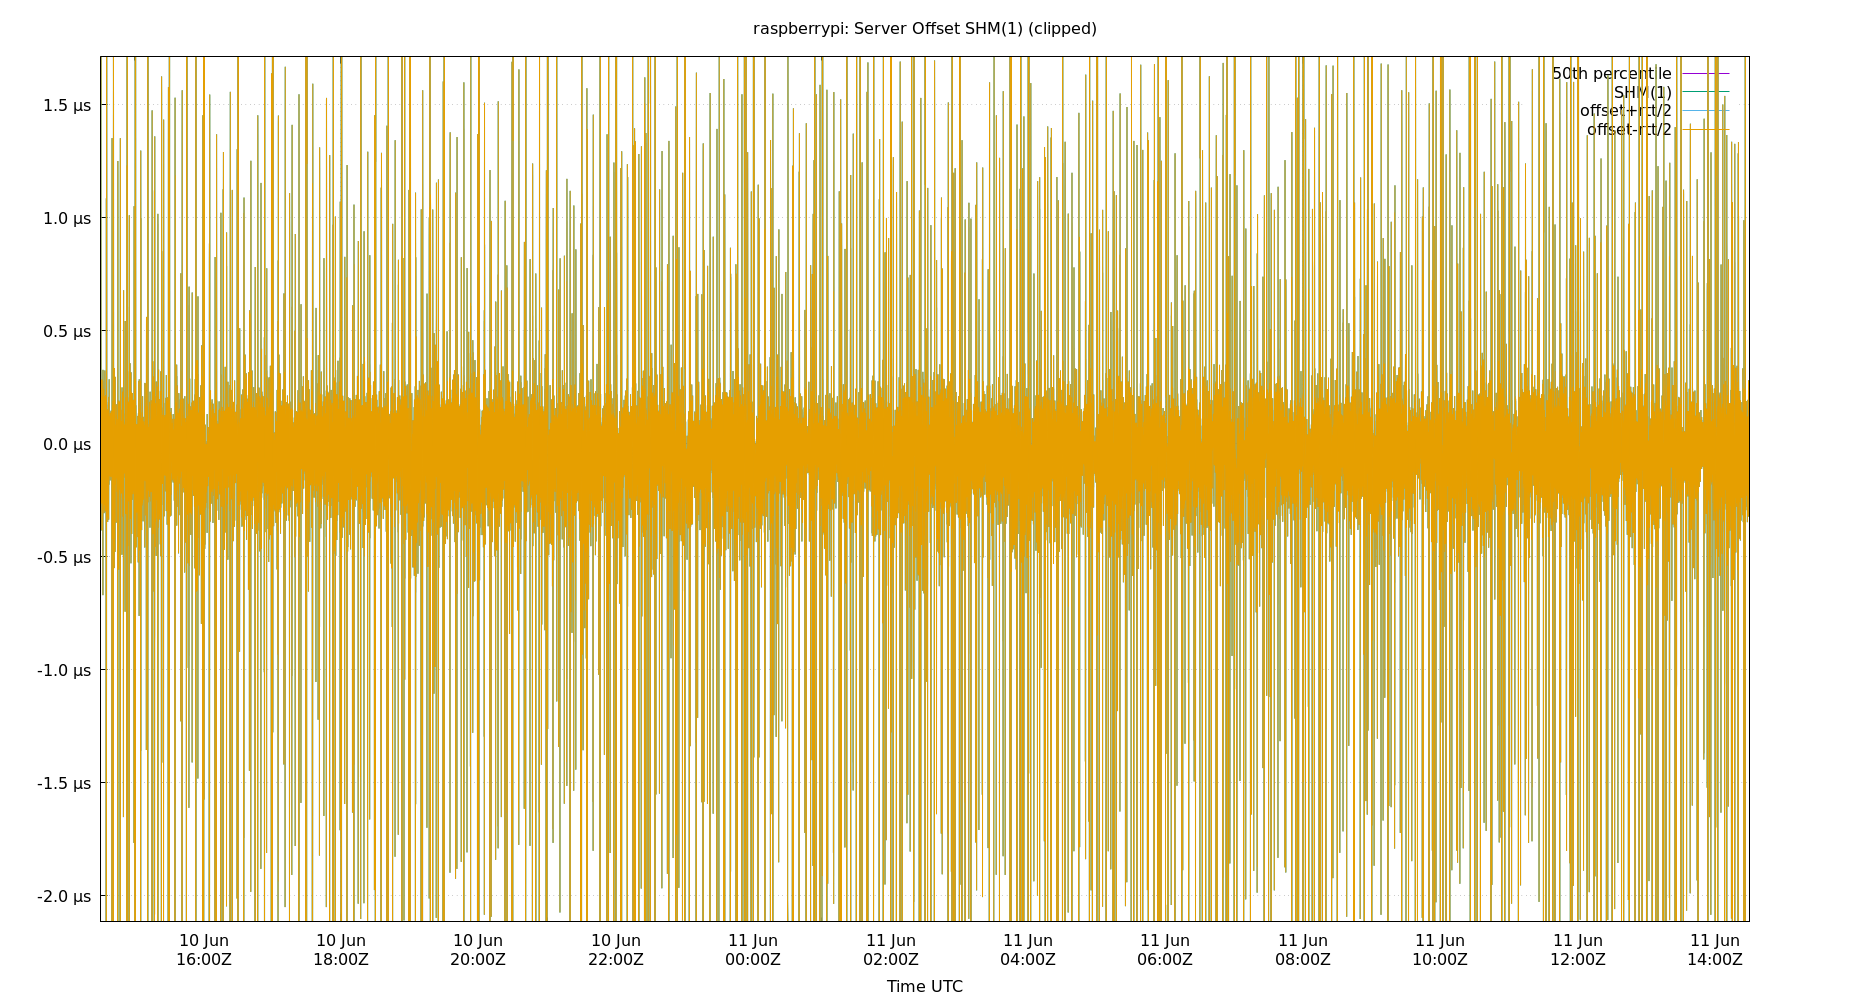 raspberrypi: Server Offset SHM(1) (clipped)
50th percentile
SHM(1)
offset+rtt/2
offset-rtt/2
1.5 µs
1.0 µs
0.5 µs
0.0 µs
-0.5 µs
-1.0 µs
-1.5 µs
-2.0 µs
10 Jun 10 Jun 10 Jun 10 Jun 11 Jun 11 Jun 11 Jun 11 Jun 11 Jun 11 Jun 11 Jun 11 Jun
16:00Z 18:00Z 20:00Z 22:00Z 00:00Z 02:00Z 04:00Z 06:00Z 08:00Z 10:00Z 12:00Z 14:00Z
Time UTC